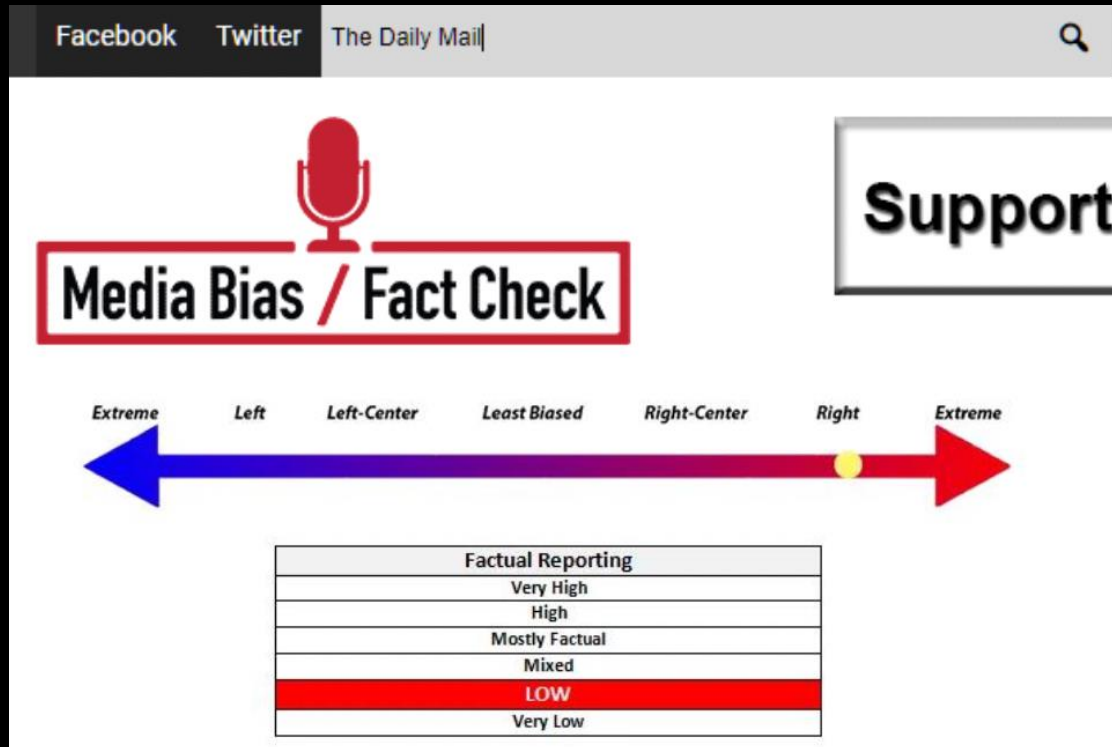 Facebook Twitter The Daily Mail
Support
Media Bias / Fact Check
Extreme Left Left-Center Least Biased Right-Center Right Extreme
Factual Reporting
Very High
High
Mostly Factual
Mixed
LOW
Very Low